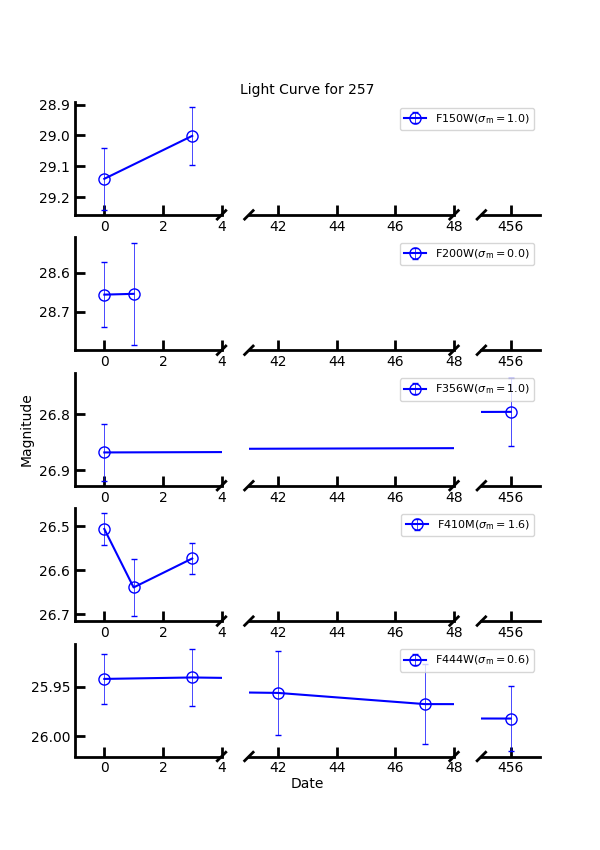 Light Curve for 257
28.9
29.0
29.1
29.2
F150W(σm = 1.0)
0 2 4 42 44 46 48 456
28.6
28.7
F200W(σm = 0.0)
0 2 4 42 44 46 48 456
26.8
26.9
F356W(σm = 1.0)
0 2 4 42 44 46 48 456
Magnitude
26.5
26.6
26.7
F410M(σm = 1.6)
0 2 4 42 44 46 48 456
25.95
26.00
F444W(σm = 0.6)
0 2 4 42 44 46 48 456
Date